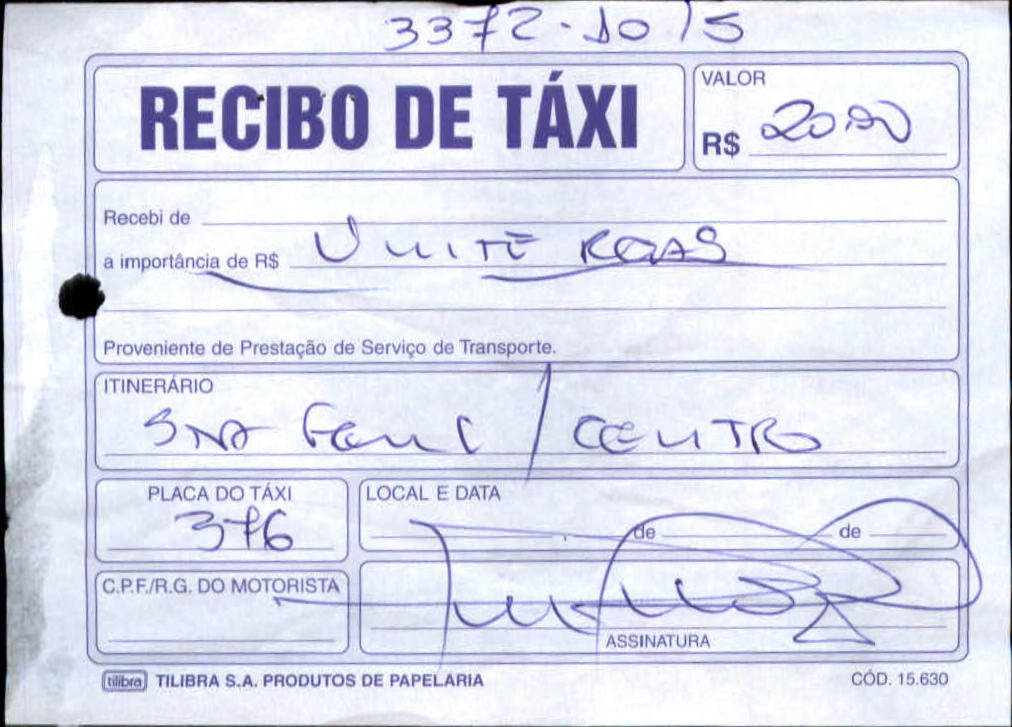 3372-1015
RECIBO DE TÁXI
VALOR
R$ 20,00
Recebi de
a importância de R$ VINTE REAIS
Proveniente de Prestação de Serviço de Transporte.
ITINERÁRIO
/ CENTRO
PLACA DO TÁXI
376
LOCAL E DATA
de de
C.P.F./R.G. DO MOTORISTA
ASSINATURA
tilibra TILIBRA S.A. PRODUTOS DE PAPELARIA
CÓD. 15.630